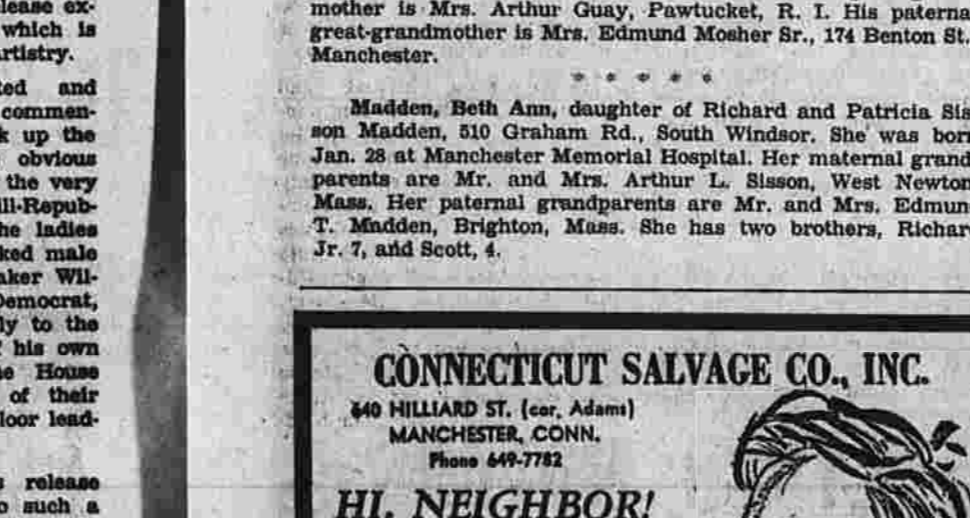 lease ex-
which is
rtistry.
ted and
commen-
k up the
obvious
the very
ill-Repub-
he ladies
ked male
aker Wil-
Democrat,
ly to the
his own
e House
of their
loor lead-
release
o such a
mother is Mrs. Arthur Guay, Pawtucket, R. I. His paterna
great-grandmother is Mrs. Edmund Mosher Sr., 174 Benton St.
Manchester.
* * * * *
Madden, Beth Ann, daughter of Richard and Patricia Sis
son Madden, 510 Graham Rd., South Windsor. She was born
Jan. 28 at Manchester Memorial Hospital. Her maternal grand
parents are Mr. and Mrs. Arthur L. Sisson, West Newton
Mass. Her paternal grandparents are Mr. and Mrs. Edmun
T. Madden, Brighton, Mass. She has two brothers, Richar
Jr. 7, and Scott, 4.
CONNECTICUT SALVAGE CO., INC.
640 HILLIARD ST. (cor, Adams)
MANCHESTER, CONN.
Phone 649-7782
HI, NEIGHBOR!